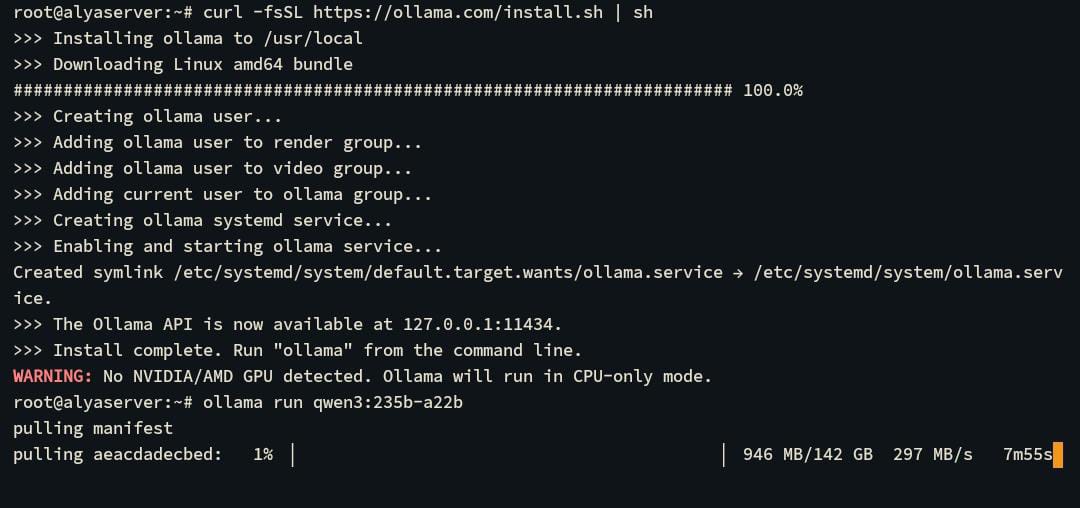 root@alyaserver:~# curl -fsSL https://ollama.com/install.sh | sh
>>> Installing ollama to /usr/local
>>> Downloading Linux amd64 bundle
######################################################################## 100.0%
>>> Creating ollama user...
>>> Adding ollama user to render group...
>>> Adding ollama user to video group...
>>> Adding current user to ollama group...
>>> Creating ollama systemd service...
>>> Enabling and starting ollama service...
Created symlink /etc/systemd/system/default.target.wants/ollama.service → /etc/systemd/system/ollama.serv
ice.
>>> The Ollama API is now available at 127.0.0.1:11434.
>>> Install complete. Run "ollama" from the command line.
WARNING: No NVIDIA/AMD GPU detected. Ollama will run in CPU-only mode.
root@alyaserver:~# ollama run qwen3:235b-a22b
pulling manifest
pulling aeacdadecbed:   1% |                                          | 946 MB/142 GB  297 MB/s   7m55s